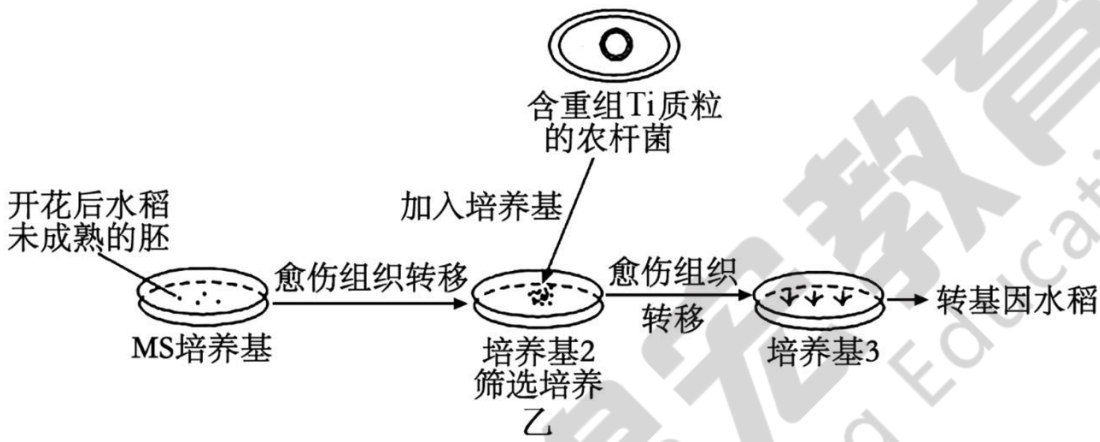 含重组Ti质粒
的农杆菌
开花后水稻
未成熟的胚
加入培养基
愈伤组织转移
愈伤组织
转移
转基因水稻
MS培养基
培养基2
筛选培养
培养基3
乙
教育
g Educati